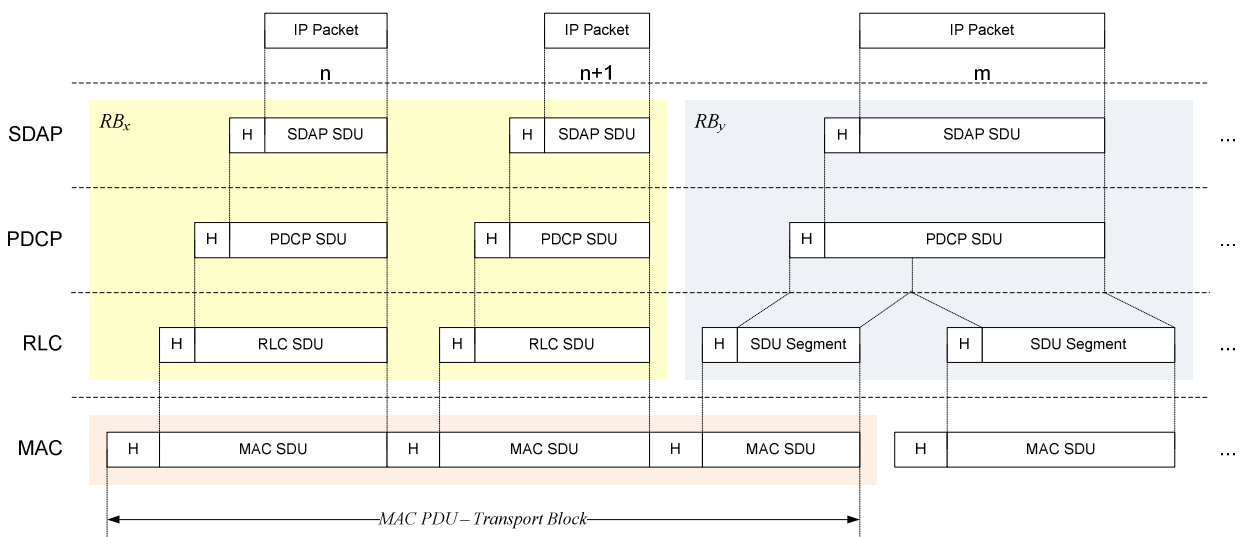 IP Packet IP Packet IP Packet
n n+1 m
RBx RBy
SDAP H SDAP SDU H SDAP SDU H SDAP SDU ...
PDCP H PDCP SDU H PDCP SDU H PDCP SDU ...
RLC H RLC SDU H RLC SDU H SDU Segment H SDU Segment ...
MAC H MAC SDU H MAC SDU H MAC SDU H MAC SDU ...
MAC PDU – Transport Block